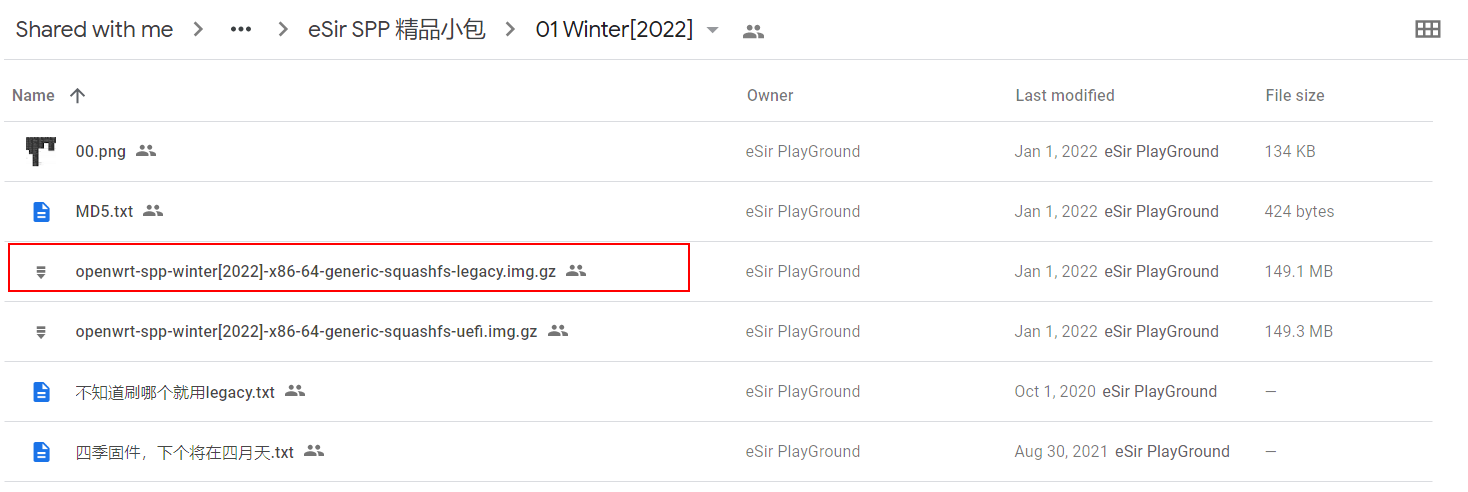 Shared with me > ... > eSir SPP 精品小包 > 01 Winter[2022]
Name Owner Last modified File size
00.png eSir PlayGround Jan 1, 2022 eSir PlayGround 134 KB
MD5.txt eSir PlayGround Jan 1, 2022 eSir PlayGround 424 bytes
openwrt-spp-winter[2022]-x86-64-generic-squashfs-legacy.img.gz eSir PlayGround Jan 1, 2022 eSir PlayGround 149.1 MB
openwrt-spp-winter[2022]-x86-64-generic-squashfs-uefi.img.gz eSir PlayGround Jan 1, 2022 eSir PlayGround 149.3 MB
不知道刷哪个就用legacy.txt eSir PlayGround Oct 1, 2020 eSir PlayGround —
四季固件，下个将在四月天.txt eSir PlayGround Aug 30, 2021 eSir PlayGround —